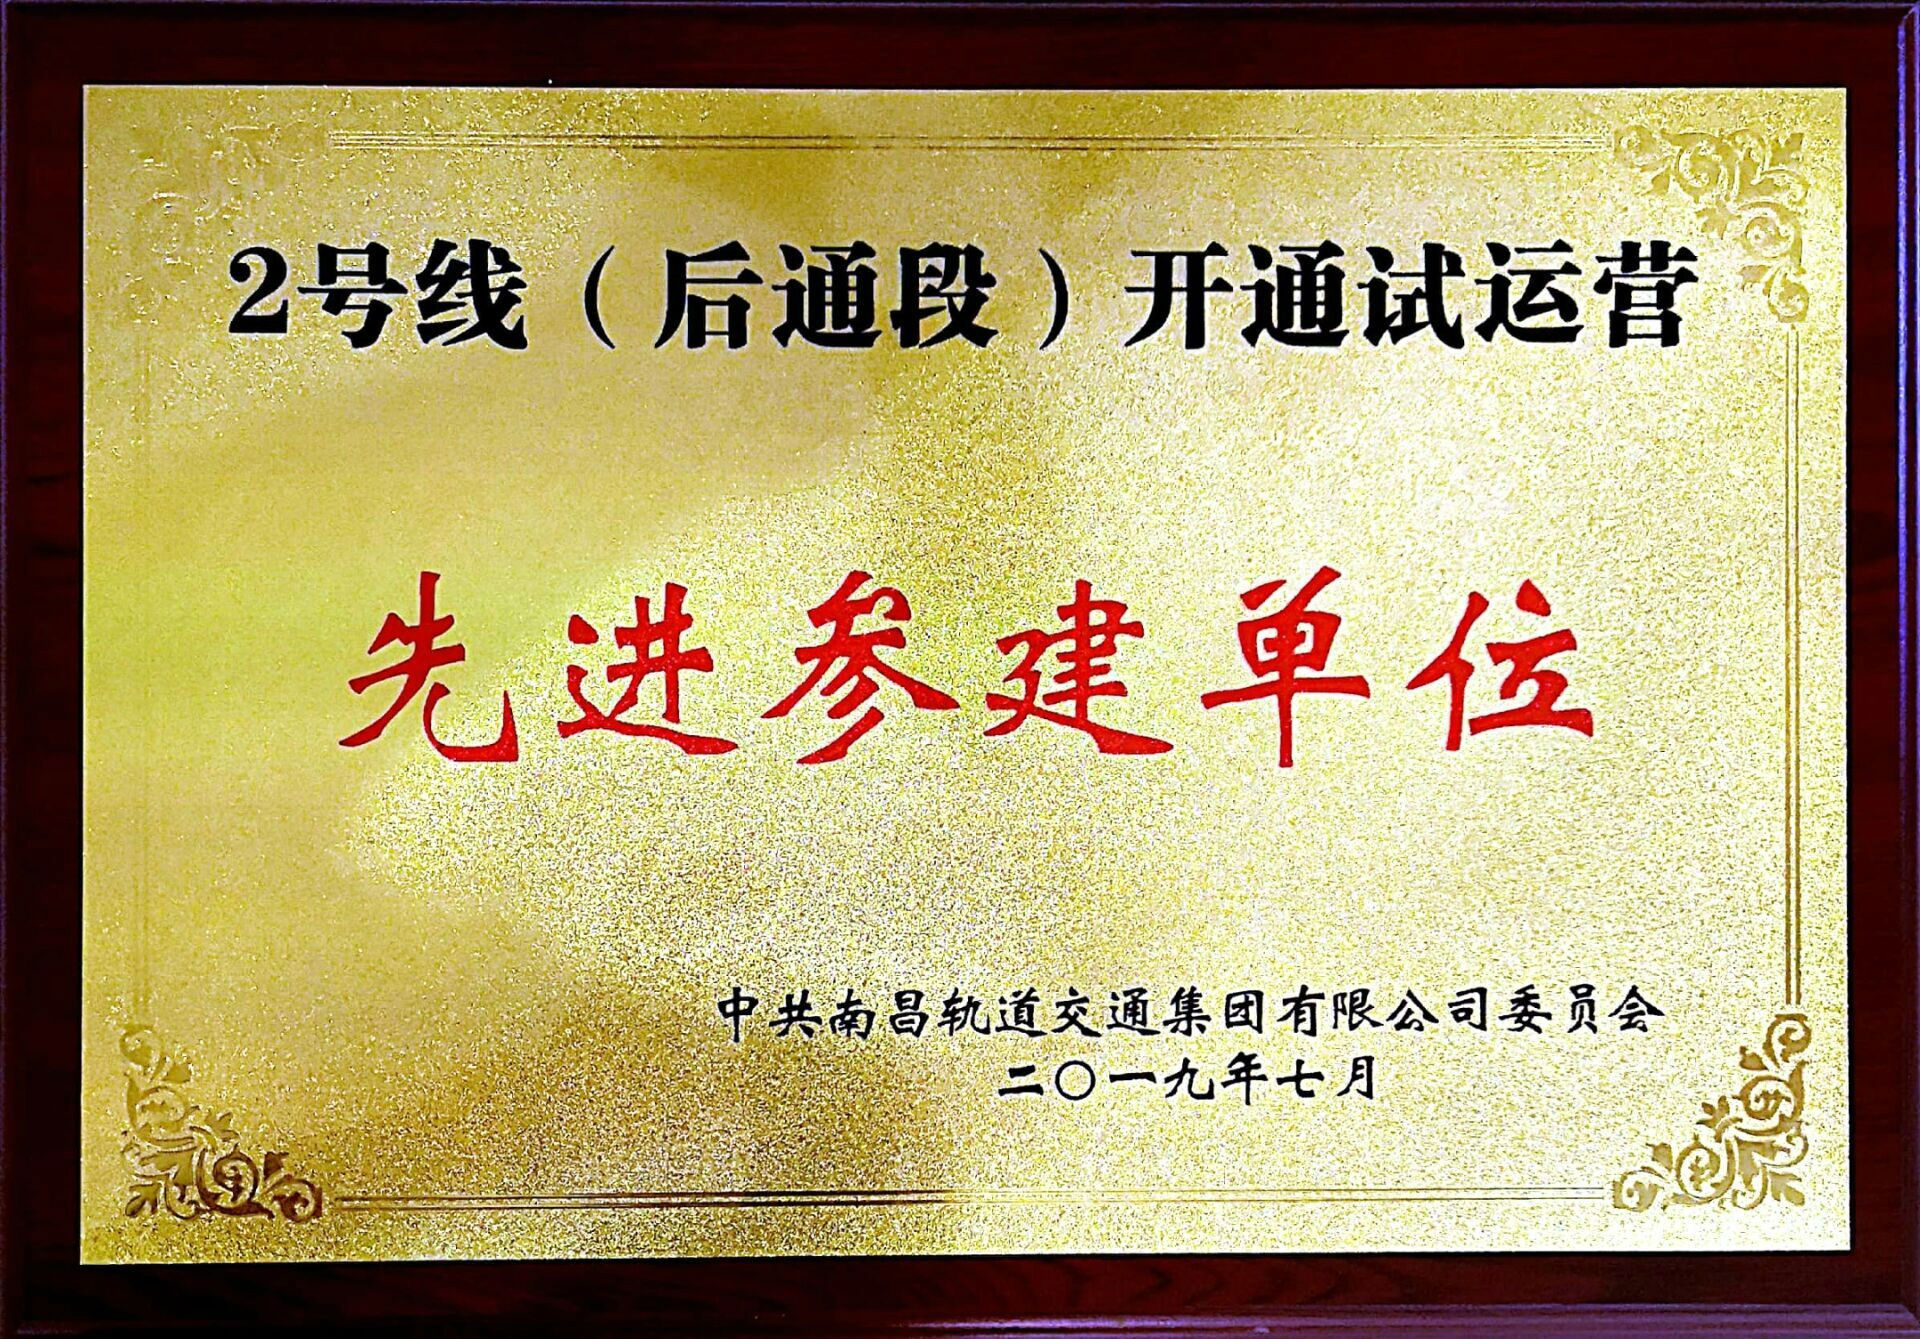 2号线（后通段）开通试运营
先进参建单位
中共南昌轨道交通集团有限公司委员会
二〇一九年七月